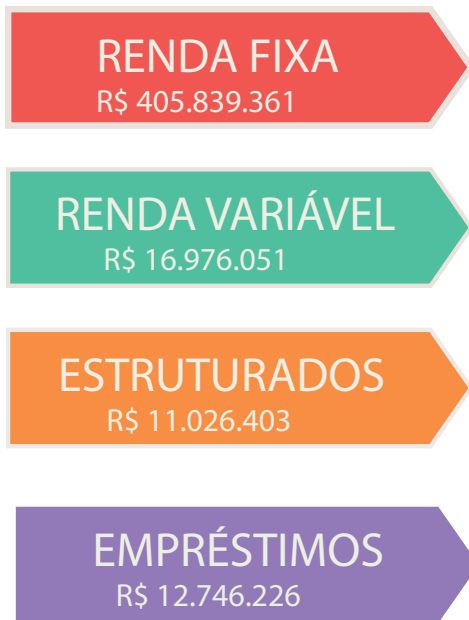 RENDA FIXA
R$ 405.839.361
RENDA VARIÁVEL
R$ 16.976.051
ESTRUTURADOS
R$ 11.026.403
EMPRÉSTIMOS
R$ 12.746.226